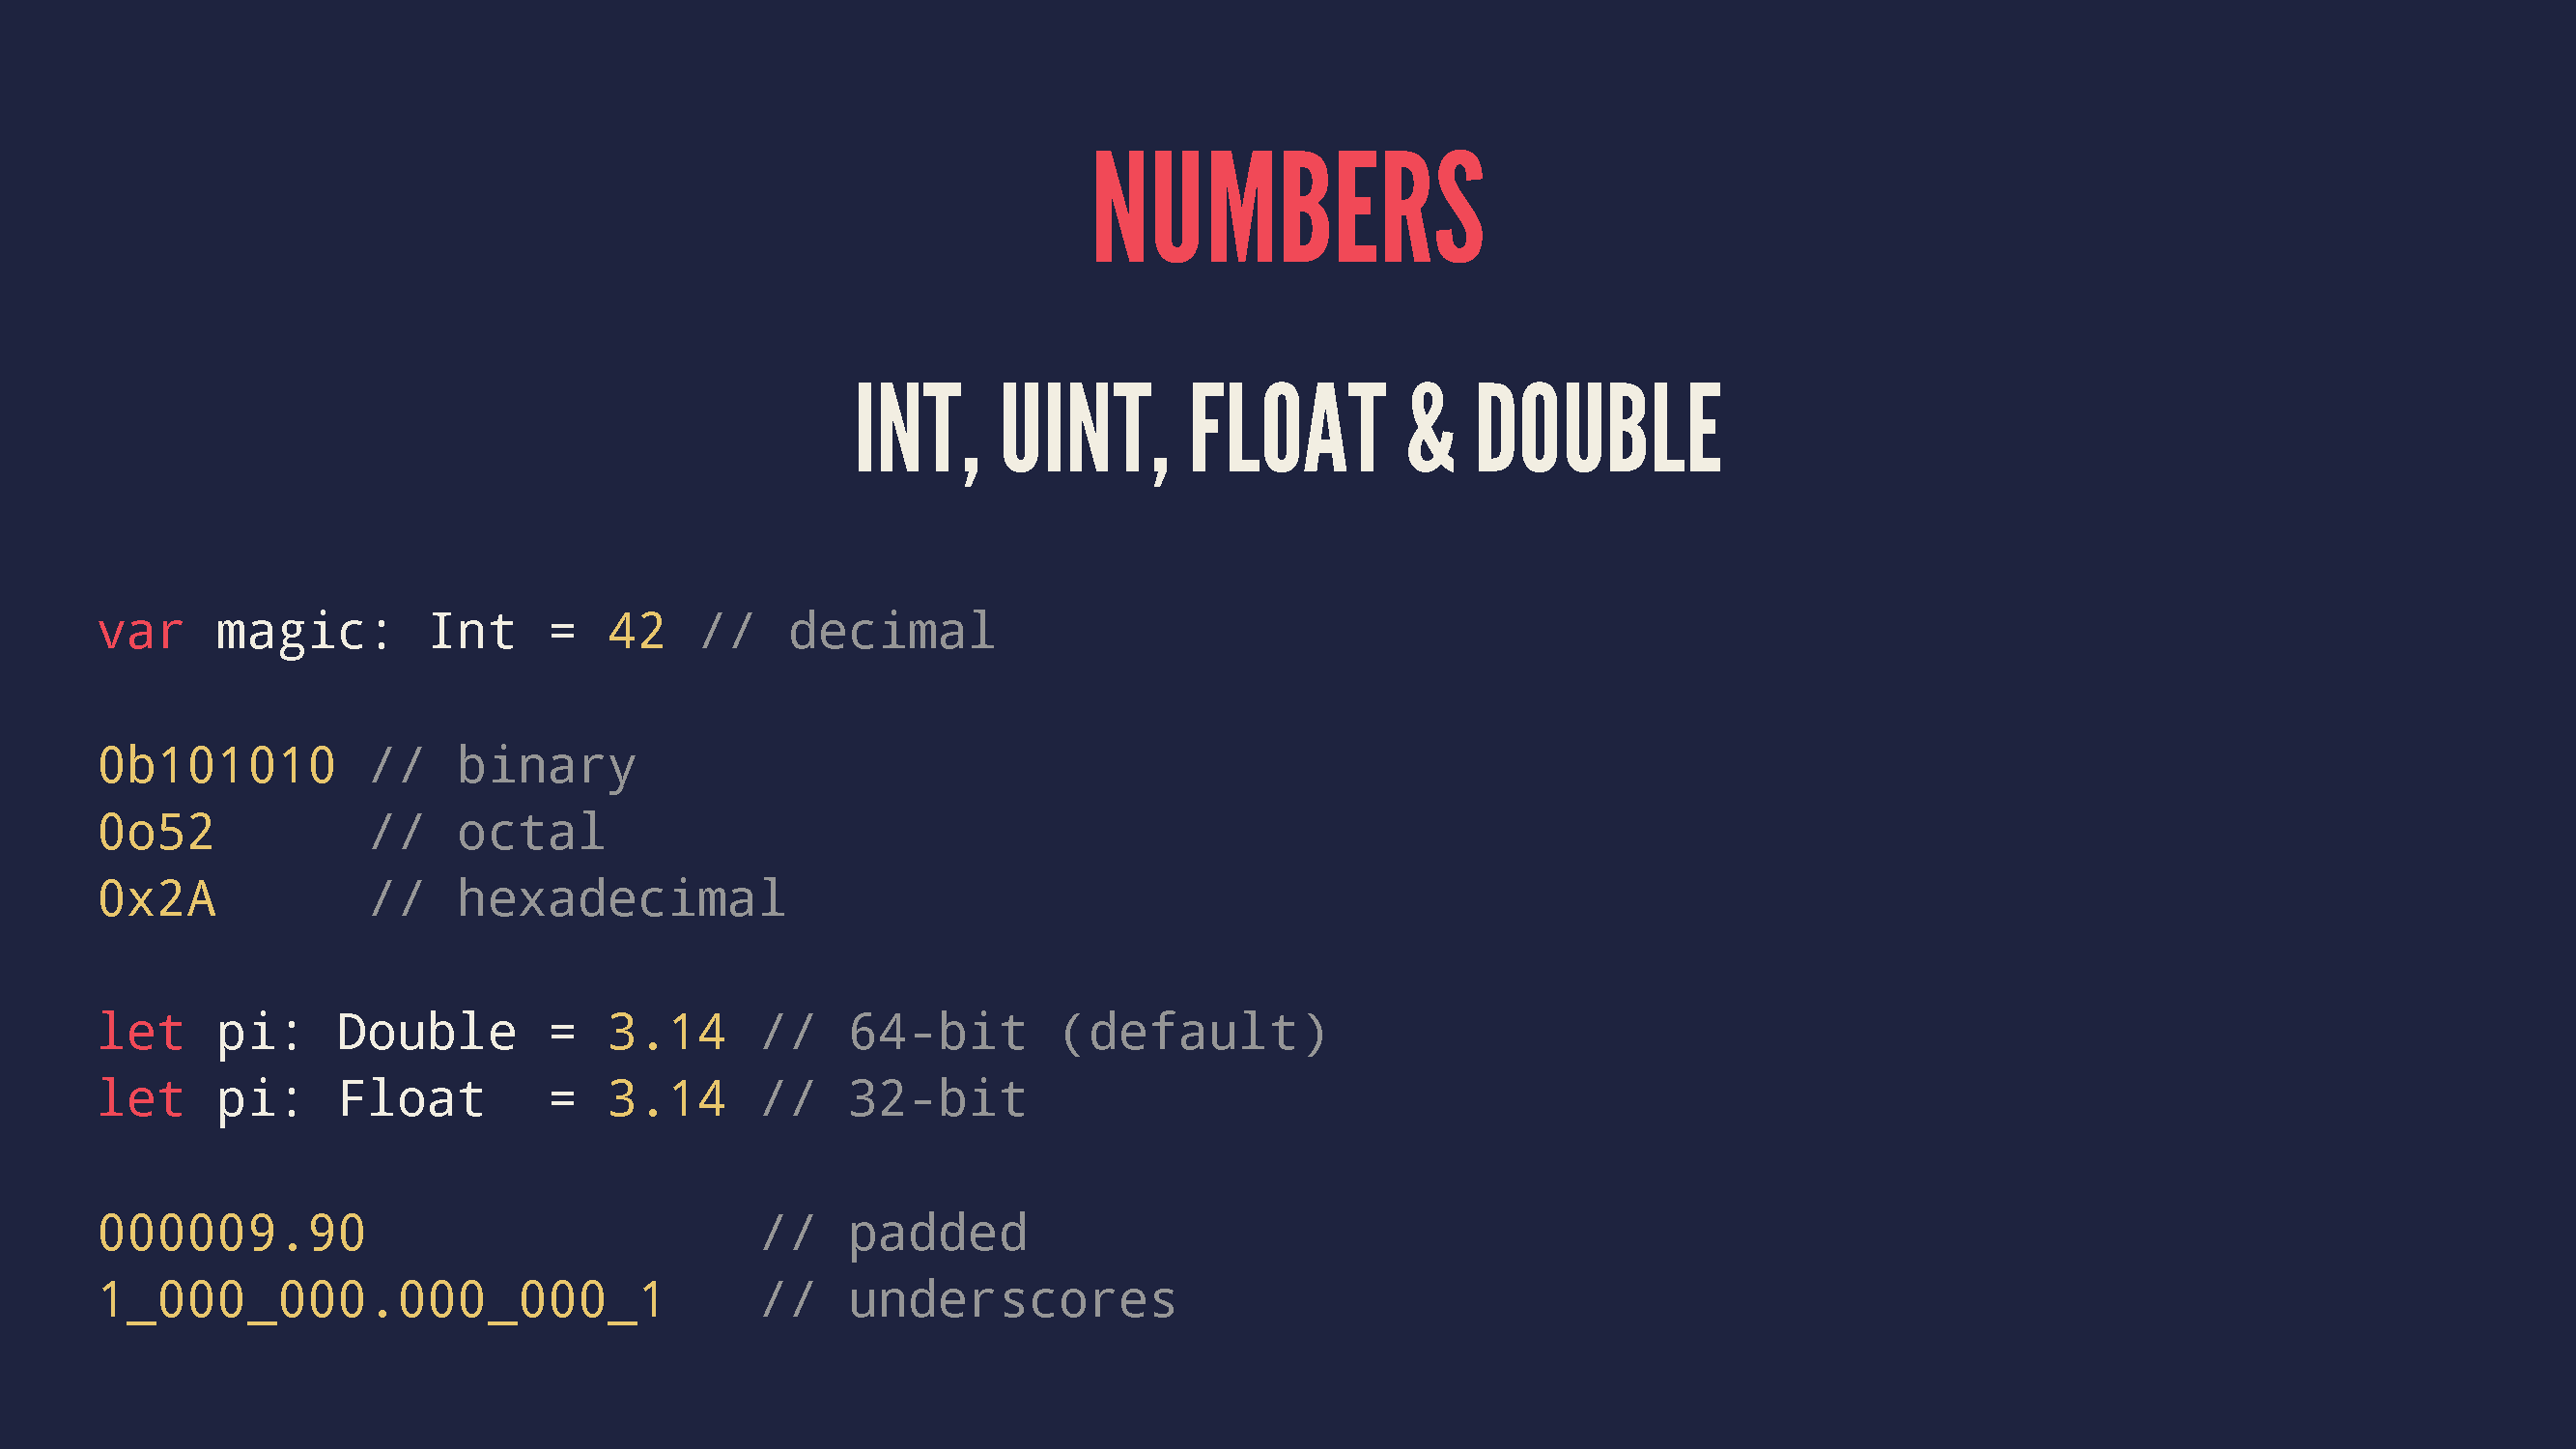 NUMBERS
INT, UINT, FLOAT & DOUBLE
var magic: Int = 42 // decimal
0b101010 // binary
0o52     // octal
0x2A     // hexadecimal
let pi: Double = 3.14 // 64-bit (default)
let pi: Float  = 3.14 // 32-bit
000009.90             // padded
1_000_000.000_000_1   // underscores